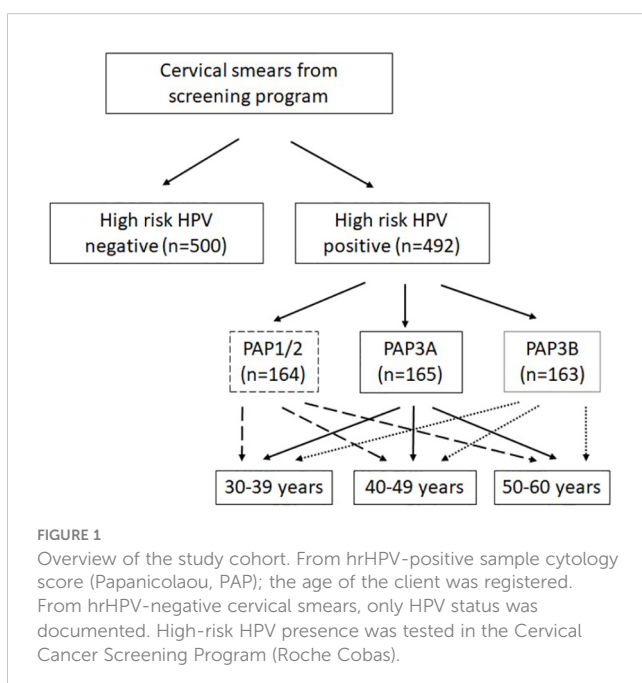 Cervical smears from
screening program
High risk HPV
negative (n=500)
High risk HPV
positive (n=492)
PAP1/2
(n=164)
PAP3A
(n=165)
PAP3B
(n=163)
30-39 years
40-49 years
50-60 years
FIGURE 1
Overview of the study cohort. From hrHPV-positive sample cytology
score (Papanicolaou, PAP); the age of the client was registered.
From hrHPV-negative cervical smears, only HPV status was
documented. High-risk HPV presence was tested in the Cervical
Cancer Screening Program (Roche Cobas).